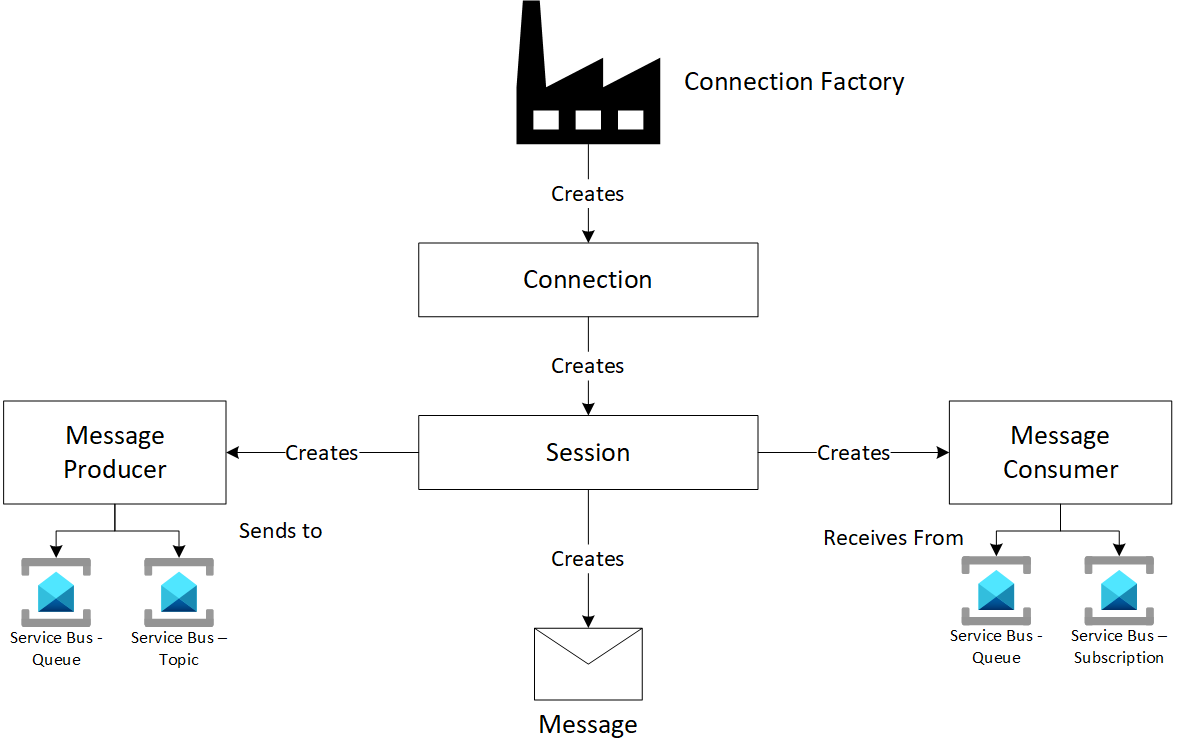 Connection Factory
Creates
Connection
Creates
Message
Producer
Creates
Session
Creates
Message
Consumer
Sends to
Receives From
Creates
Service Bus -
Queue
Service Bus –
Topic
Service Bus -
Queue
Service Bus –
Subscription
Message